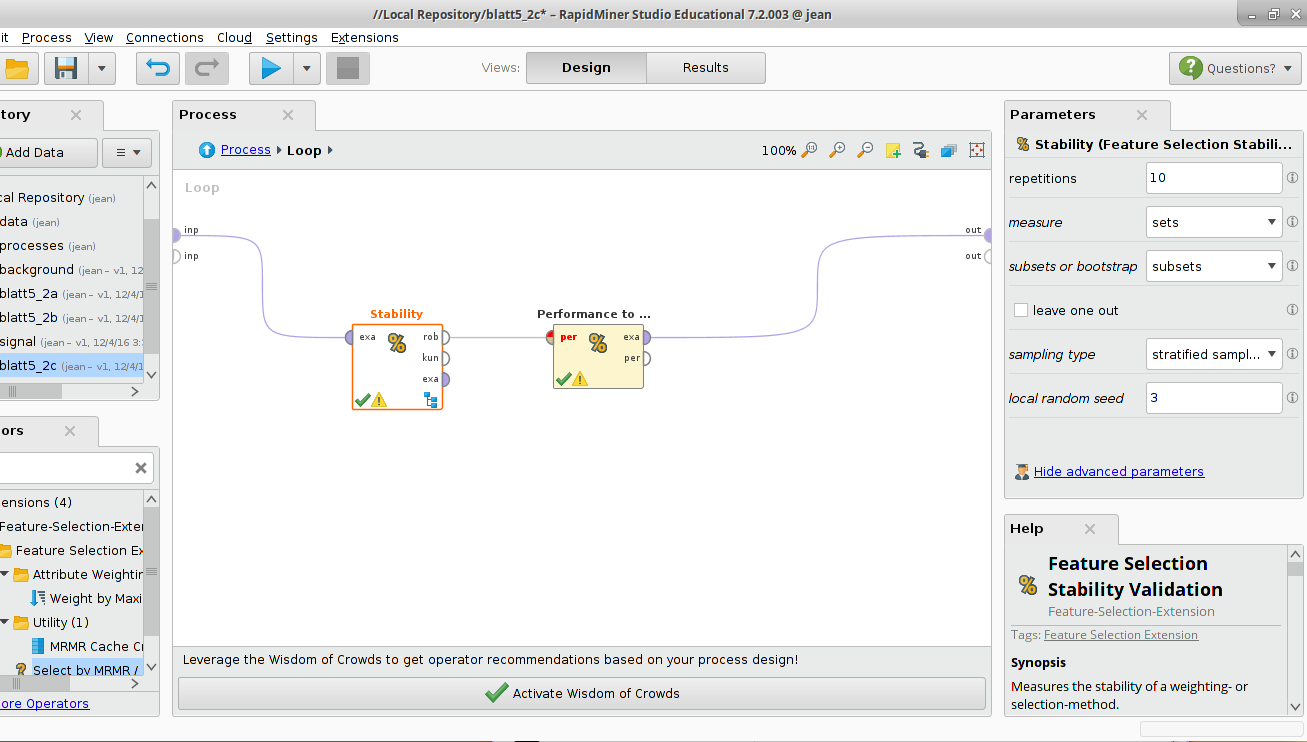 //Local Repository/blatt5_2c* – RapidMiner Studio Educational 7.2.003 @ jean
it Process View Connections Cloud Settings Extensions
Views: Design Results Questions?
tory
Add Data
cal Repository (jean)
data (jean)
processes (jean)
background (jean – v1, 12
blatt5_2a (jean – v1, 12/4/1
blatt5_2b (jean – v1, 12/4/1
signal (jean – v1, 12/4/16 3:
blatt5_2c (jean – v1, 12/4/1
ors
ensions (4)
Feature-Selection-Exte
Feature Selection Ex
Attribute Weightin
Weight by Maxi
Utility (1)
MRMR Cache Cr
Select by MRMR /
ore Operators
Process
Process Loop
100%
Loop
inp
inp
out
out
Stability
exa rob
kun
exa
Performance to ...
per exa
per
Leverage the Wisdom of Crowds to get operator recommendations based on your process design!
Activate Wisdom of Crowds
Parameters
Stability (Feature Selection Stabili...
repetitions 10
measure sets
subsets or bootstrap subsets
leave one out
sampling type stratified sampl...
local random seed 3
Hide advanced parameters
Help
Feature Selection
Stability Validation
Feature-Selection-Extension
Tags: Feature Selection Extension
Synopsis
Measures the stability of a weighting- or
selection-method.